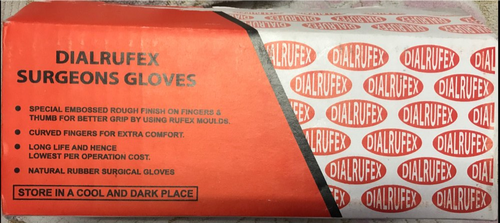 DIALRUFEX
SURGEONS GLOVES
SPECIAL EMBOSSED ROUGH FINISH ON FINGERS &
THUMB FOR BETTER GRIP BY USING RUFEX MOULDS.
CURVED FINGERS FOR EXTRA COMFORT.
LONG LIFE AND HENCE
LOWEST PER OPERATION COST.
NATURAL RUBBER SURGICAL GLOVES
STORE IN A COOL AND DARK PLACE
DIALRUFEX DIALRUFEX
DIALRUFEX DIALRUFEX
DIALRUFEX DIALRUFEX
DIALRUFEX DIALRUFEX
DIALRUFEX DIALRUFEX
DIALRUFEX DIALRUFEX
DIALRUFEX DIALRUFEX